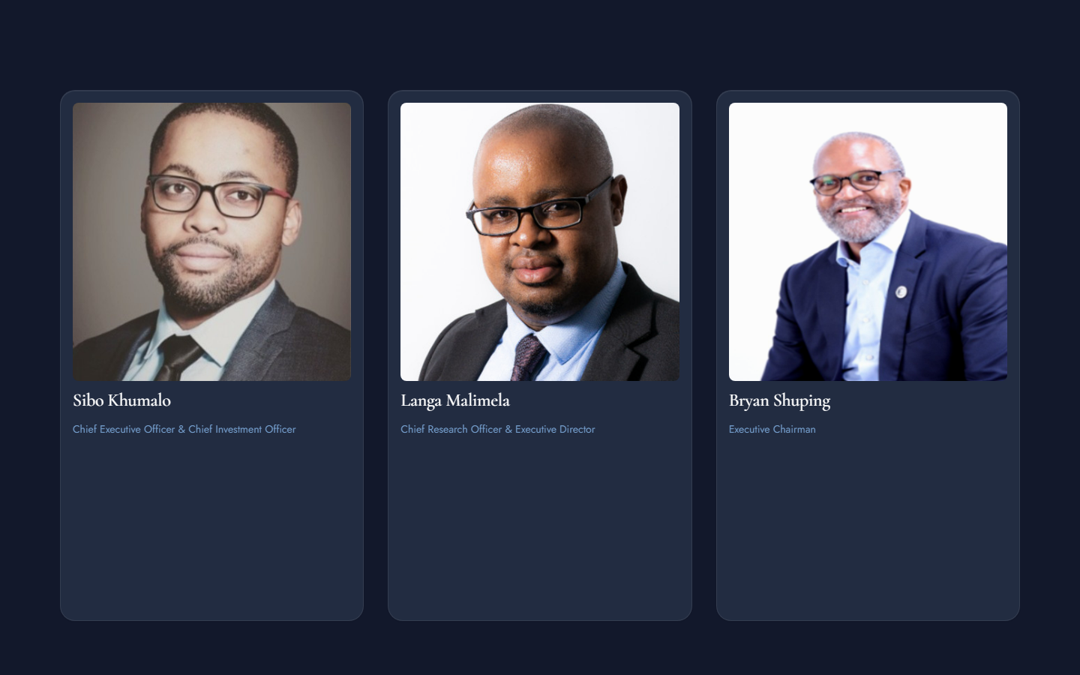 Sibo Khumalo
Chief Executive Officer & Chief Investment Officer
Langa Malimela
Chief Research Officer & Executive Director
Bryan Shuping
Executive Chairman